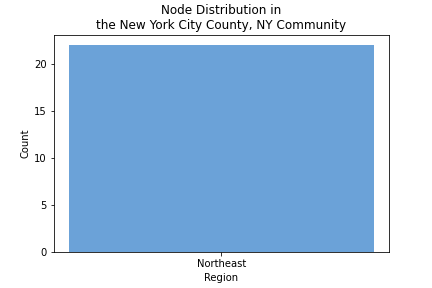 Node Distribution in
the New York City County, NY Community
20
15
10
5
0
Count
Northeast
Region